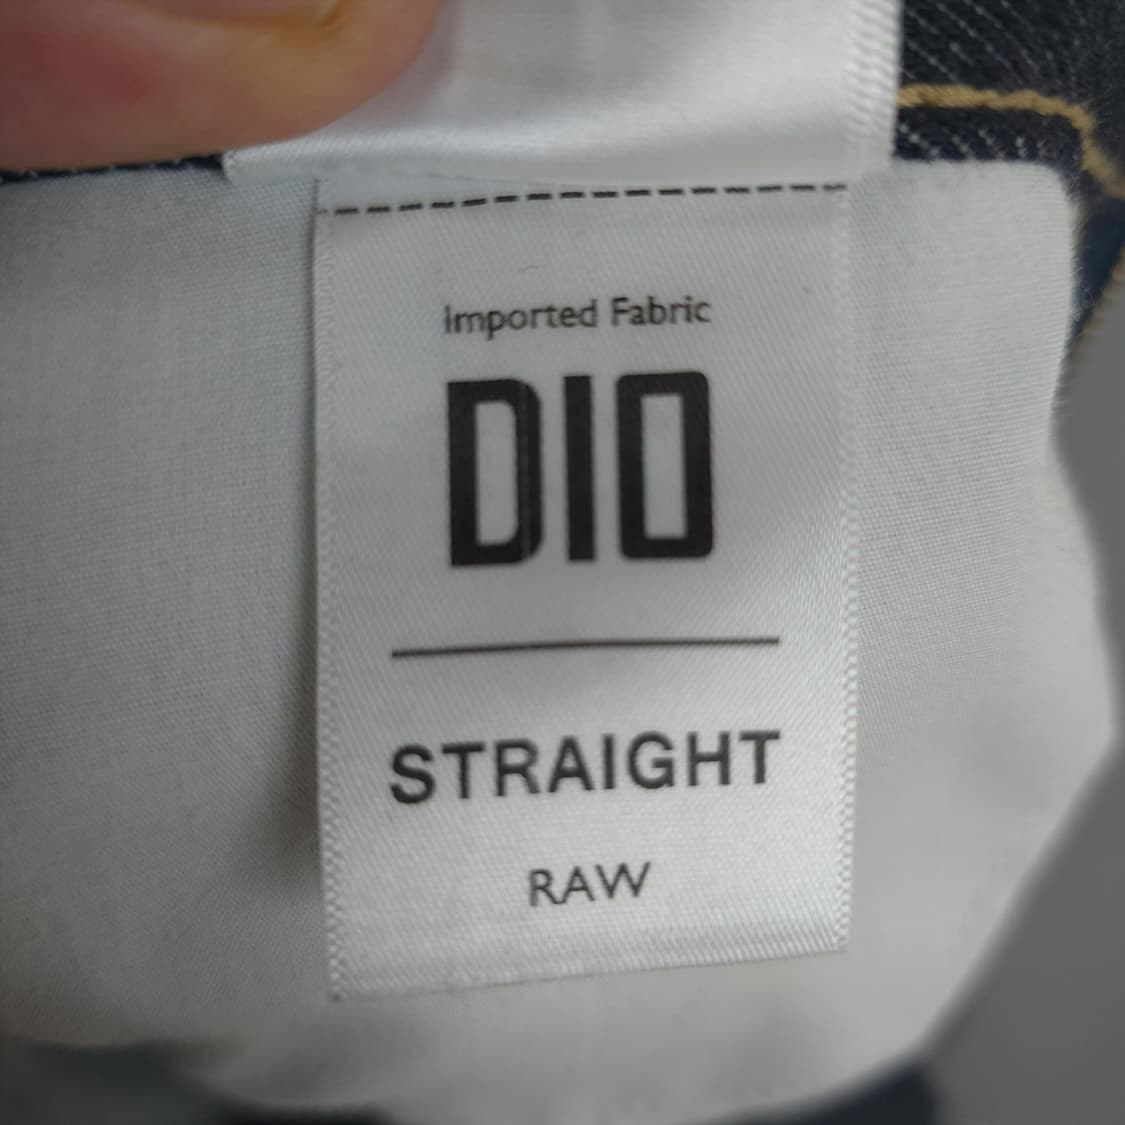 Imported Fabric
DIO
STRAIGHT
RAW